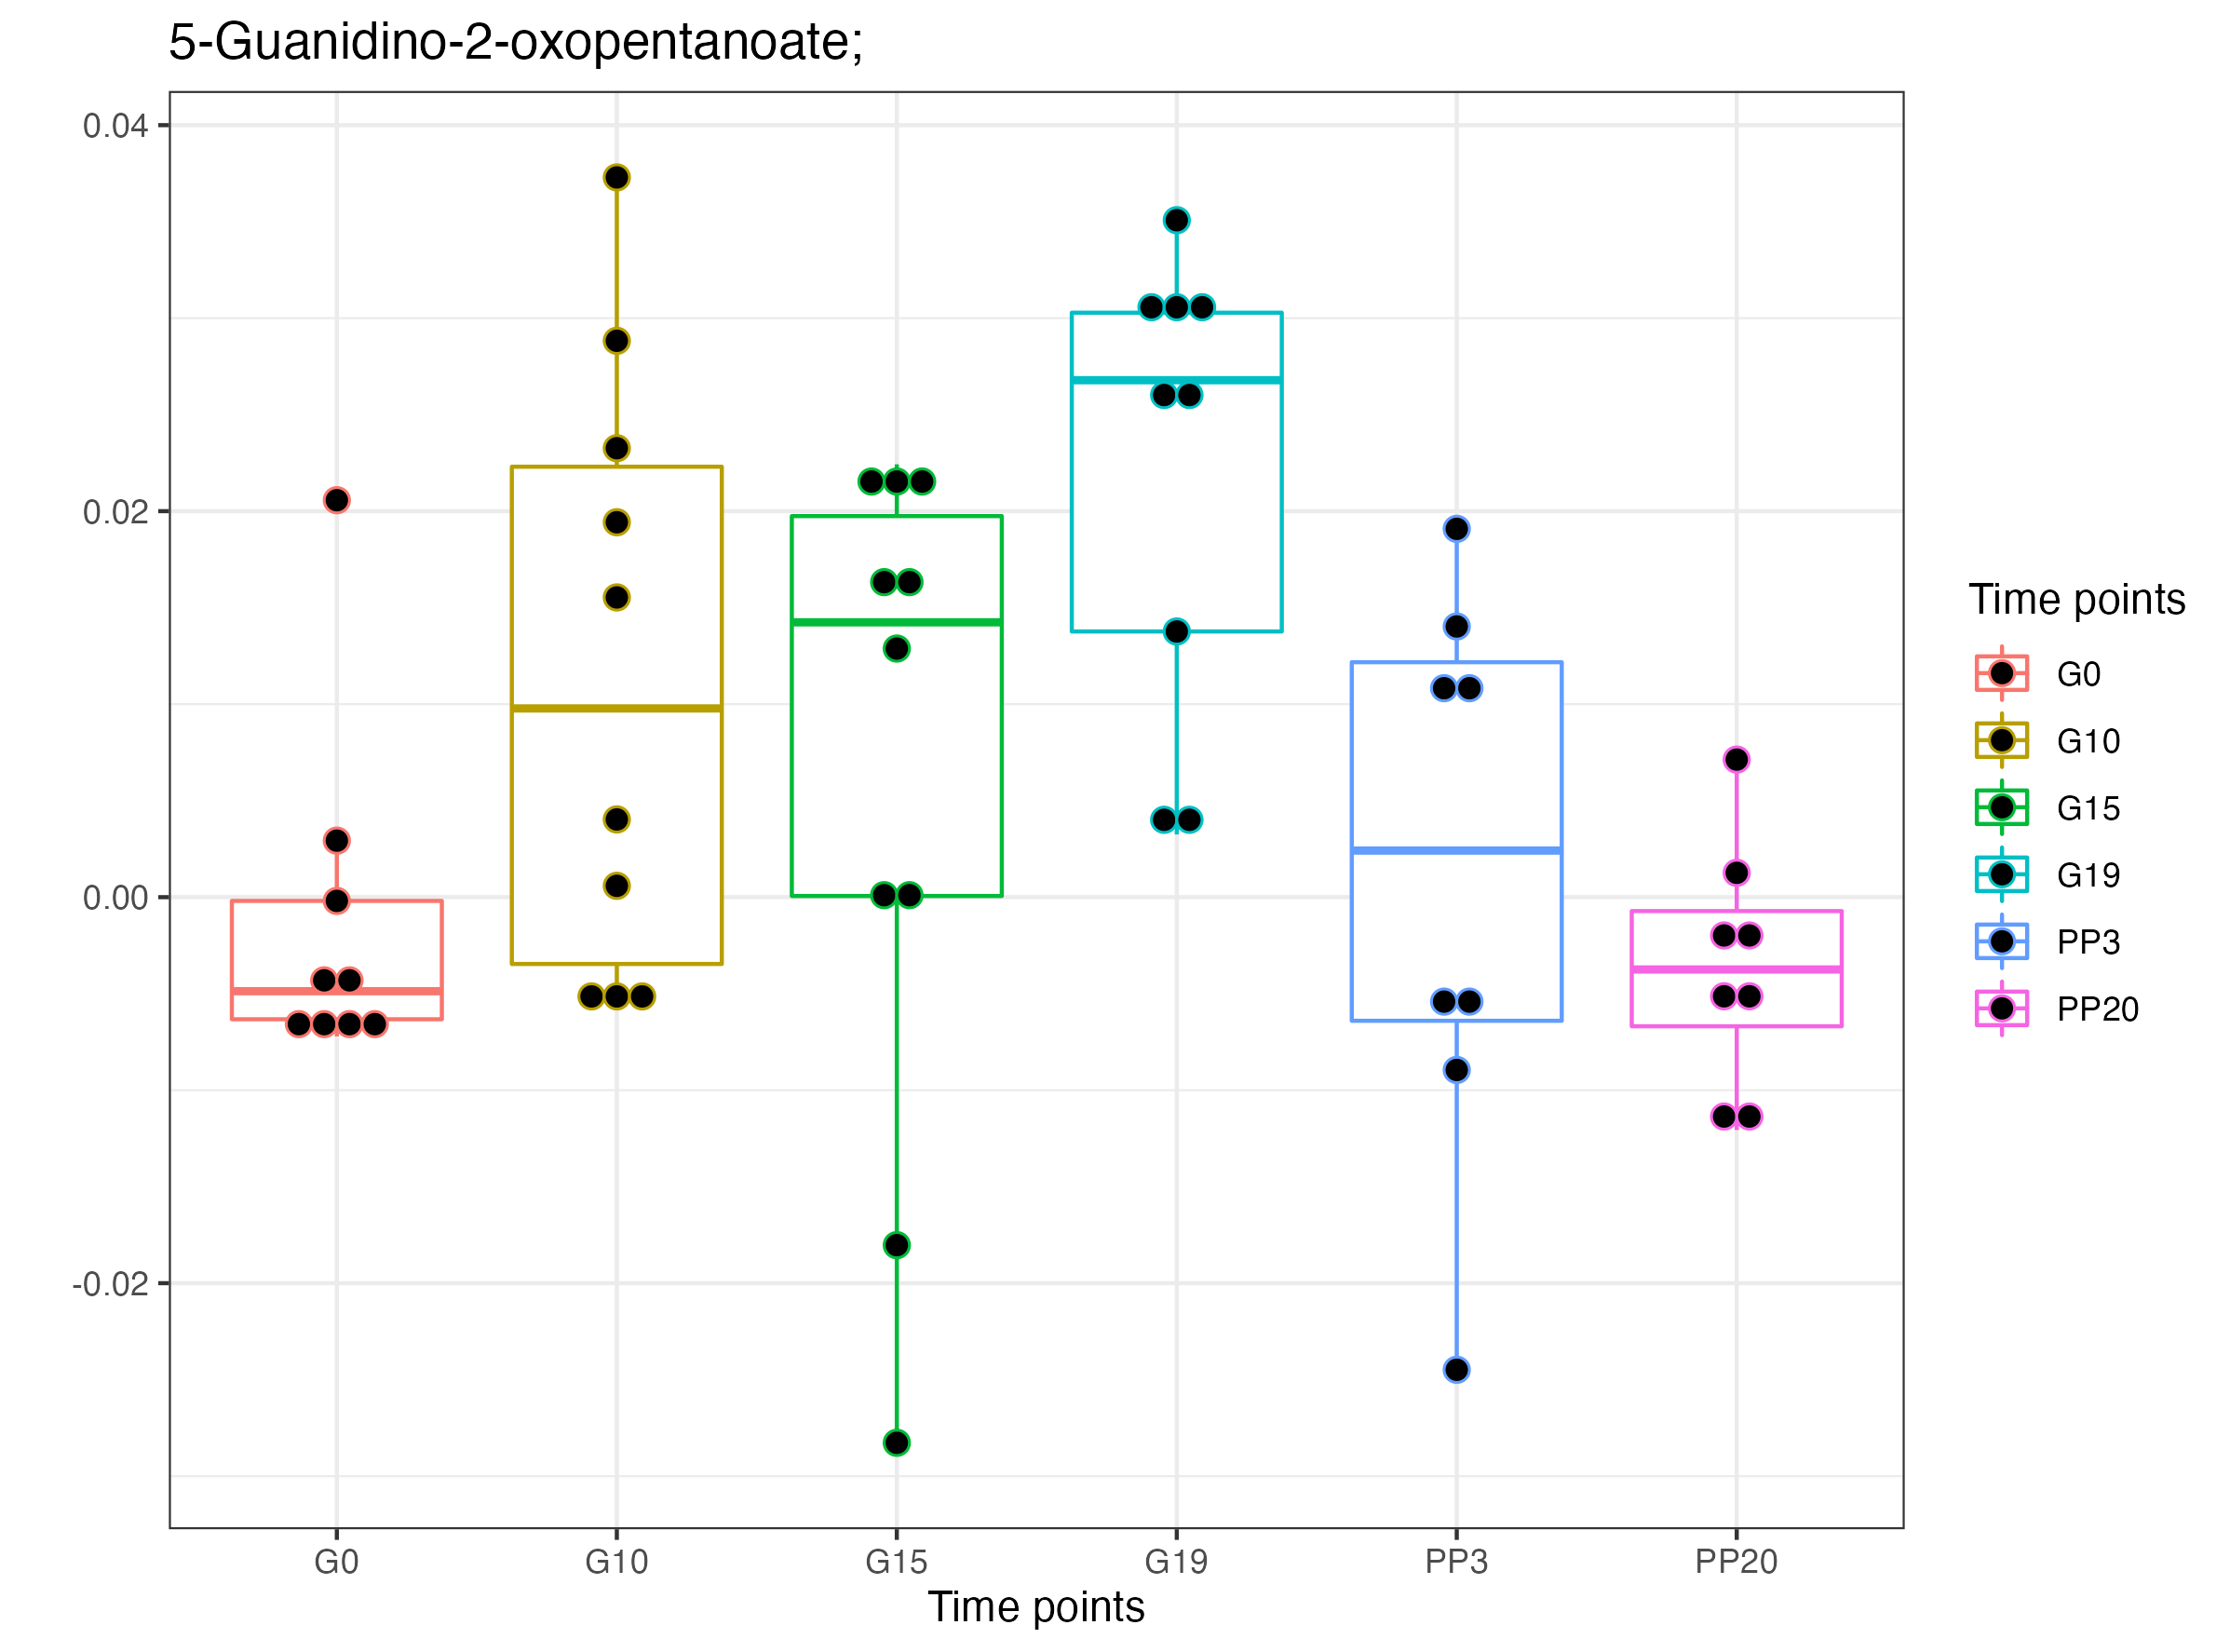 5-Guanidino-2-oxopentanoate;
0.04
0.02
0.00
-0.02
G0 G10 G15 G19 PP3 PP20
Time points
Time points
G0
G10
G15
G19
PP3
PP20